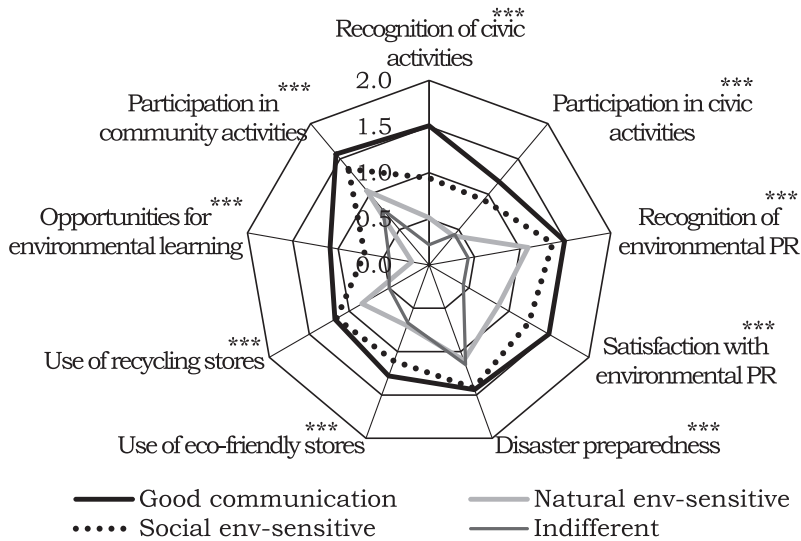 ***
Recognition of civic
activities
***
Participation in
community activities
***
Participation in civic
activities
2.0
1.5
1.0
0.5
0.0
***
Opportunities for
environmental learning
***
Recognition of
environmental PR
***
Use of recycling stores
***
Satisfaction with
environmental PR
***
Use of eco-friendly stores
***
Disaster preparedness
Good communication
Natural env-sensitive
Social env-sensitive
Indifferent